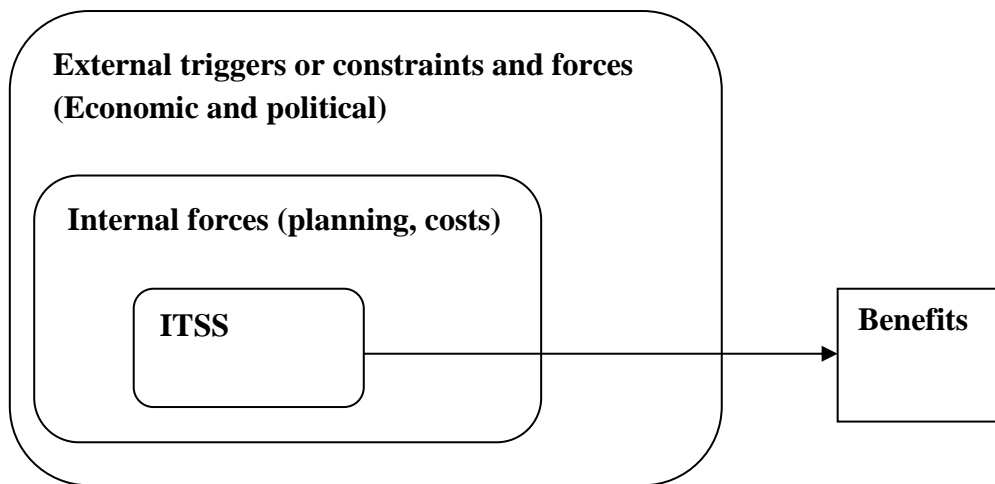 External triggers or constraints and forces
(Economic and political)
Internal forces (planning, costs)
ITSS
Benefits